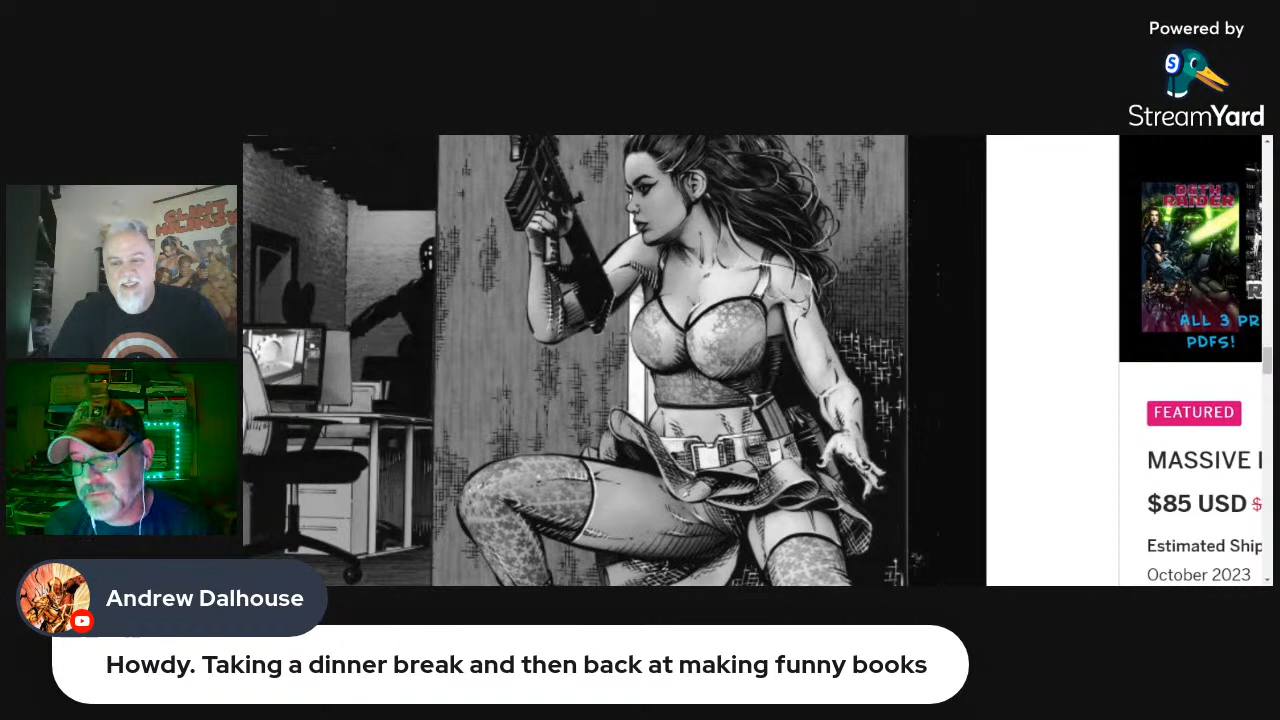 Powered by
StreamYard
DETH
RAIDER
ALL 3 PR
PDFS!
FEATURED
MASSIVE
$85 USD $
Estimated Ship
October 2023
Andrew Dalhouse
Howdy. Taking a dinner break and then back at making funny books